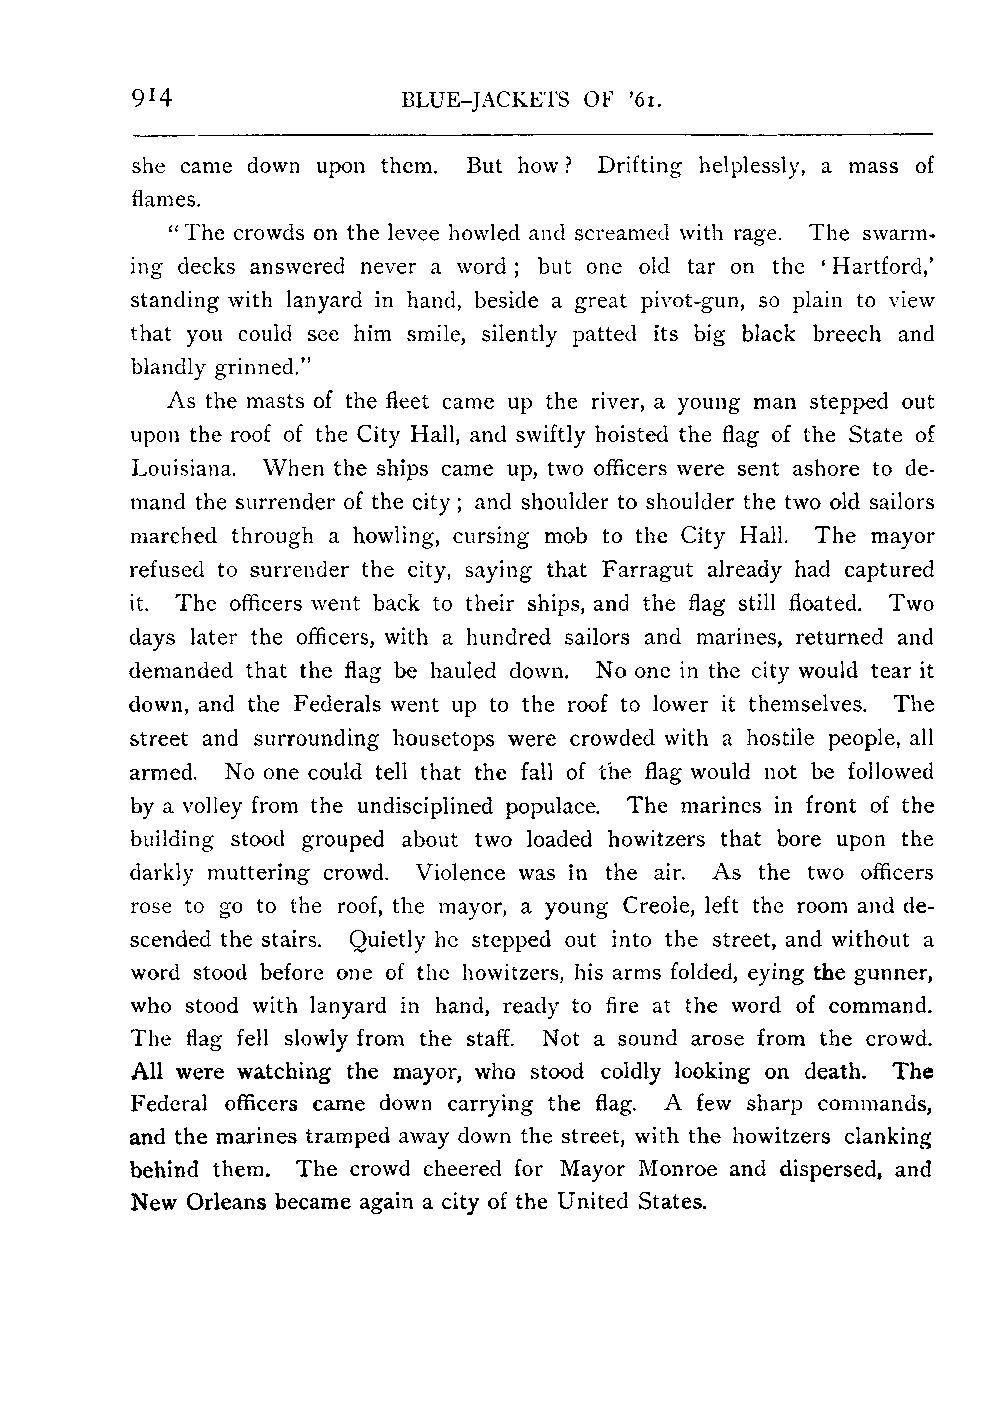 914 BLUE-JACKETS OF '61.
she came down upon them. But how? Drifting helplessly, a mass of
flames.
"The crowds on the levee howled and screamed with rage. The swarm-
ing decks answered never a word; but one old tar on the 'Hartford,'
standing with lanyard in hand, beside a great pivot-gun, so plain to view
that you could see him smile, silently patted its big black breech and
blandly grinned."
As the masts of the fleet came up the river, a young man stepped out
upon the roof of the City Hall, and swiftly hoisted the flag of the State of
Louisiana. When the ships came up, two officers were sent ashore to de-
mand the surrender of the city; and shoulder to shoulder the two old sailors
marched through a howling, cursing mob to the City Hall. The mayor
refused to surrender the city, saying that Farragut already had captured
it. The officers went back to their ships, and the flag still floated. Two
days later the officers, with a hundred sailors and marines, returned and
demanded that the flag be hauled down. No one in the city would tear it
down, and the Federals went up to the roof to lower it themselves. The
street and surrounding housetops were crowded with a hostile people, all
armed. No one could tell that the fall of the flag would not be followed
by a volley from the undisciplined populace. The marines in front of the
building stood grouped about two loaded howitzers that bore upon the
darkly muttering crowd. Violence was in the air. As the two officers
rose to go to the roof, the mayor, a young Creole, left the room and de-
scended the stairs. Quietly he stepped out into the street, and without a
word stood before one of the howitzers, his arms folded, eying the gunner,
who stood with lanyard in hand, ready to fire at the word of command.
The flag fell slowly from the staff. Not a sound arose from the crowd.
All were watching the mayor, who stood coldly looking on death. The
Federal officers came down carrying the flag. A few sharp commands,
and the marines tramped away down the street, with the howitzers clanking
behind them. The crowd cheered for Mayor Monroe and dispersed, and
New Orleans became again a city of the United States.